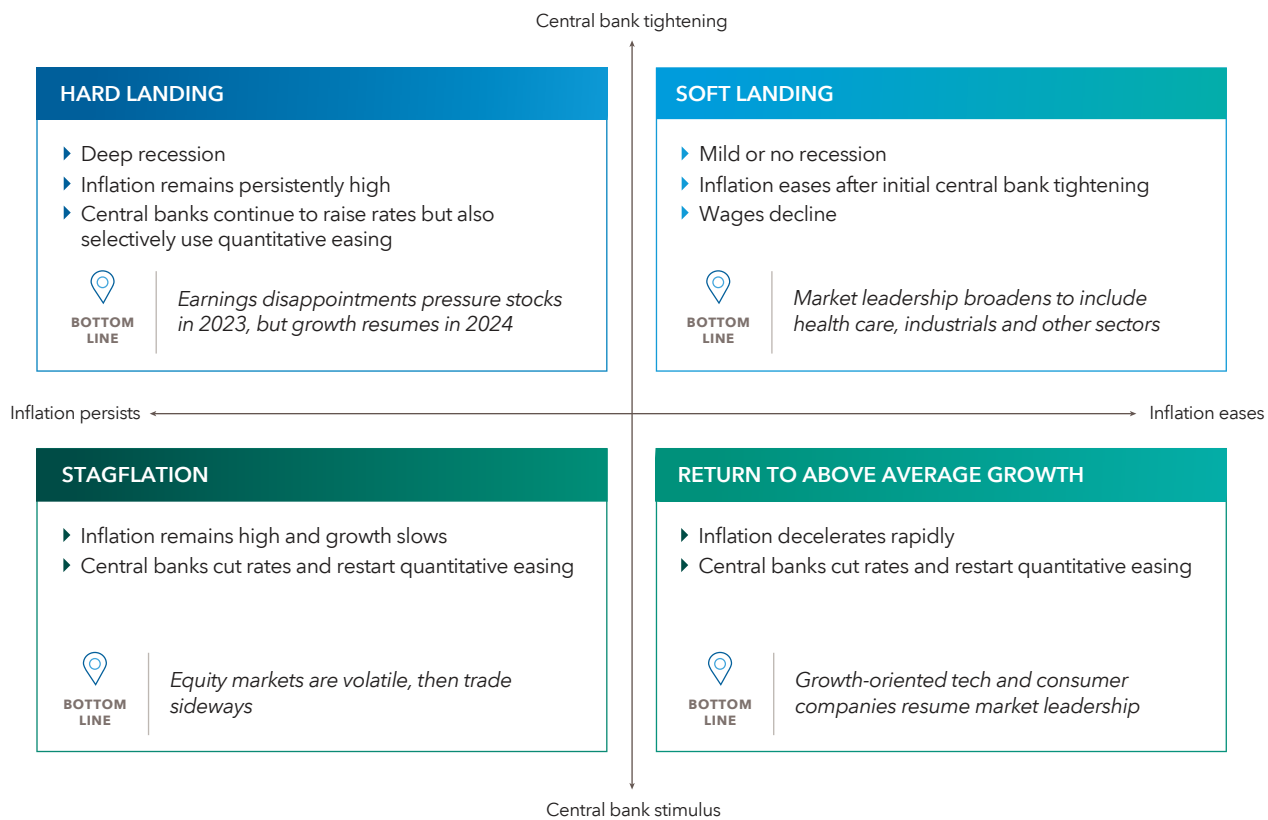 Central bank tightening
HARD LANDING
Deep recession
Inflation remains persistently high
Central banks continue to raise rates but also
selectively use quantitative easing
BOTTOM
LINE
Earnings disappointments pressure stocks
in 2023, but growth resumes in 2024
SOFT LANDING
Mild or no recession
Inflation eases after initial central bank tightening
Wages decline
BOTTOM
LINE
Market leadership broadens to include
health care, industrials and other sectors
Inflation persists
Inflation eases
STAGFLATION
Inflation remains high and growth slows
Central banks cut rates and restart quantitative easing
BOTTOM
LINE
Equity markets are volatile, then trade
sideways
RETURN TO ABOVE AVERAGE GROWTH
Inflation decelerates rapidly
Central banks cut rates and restart quantitative easing
BOTTOM
LINE
Growth-oriented tech and consumer
companies resume market leadership
Central bank stimulus